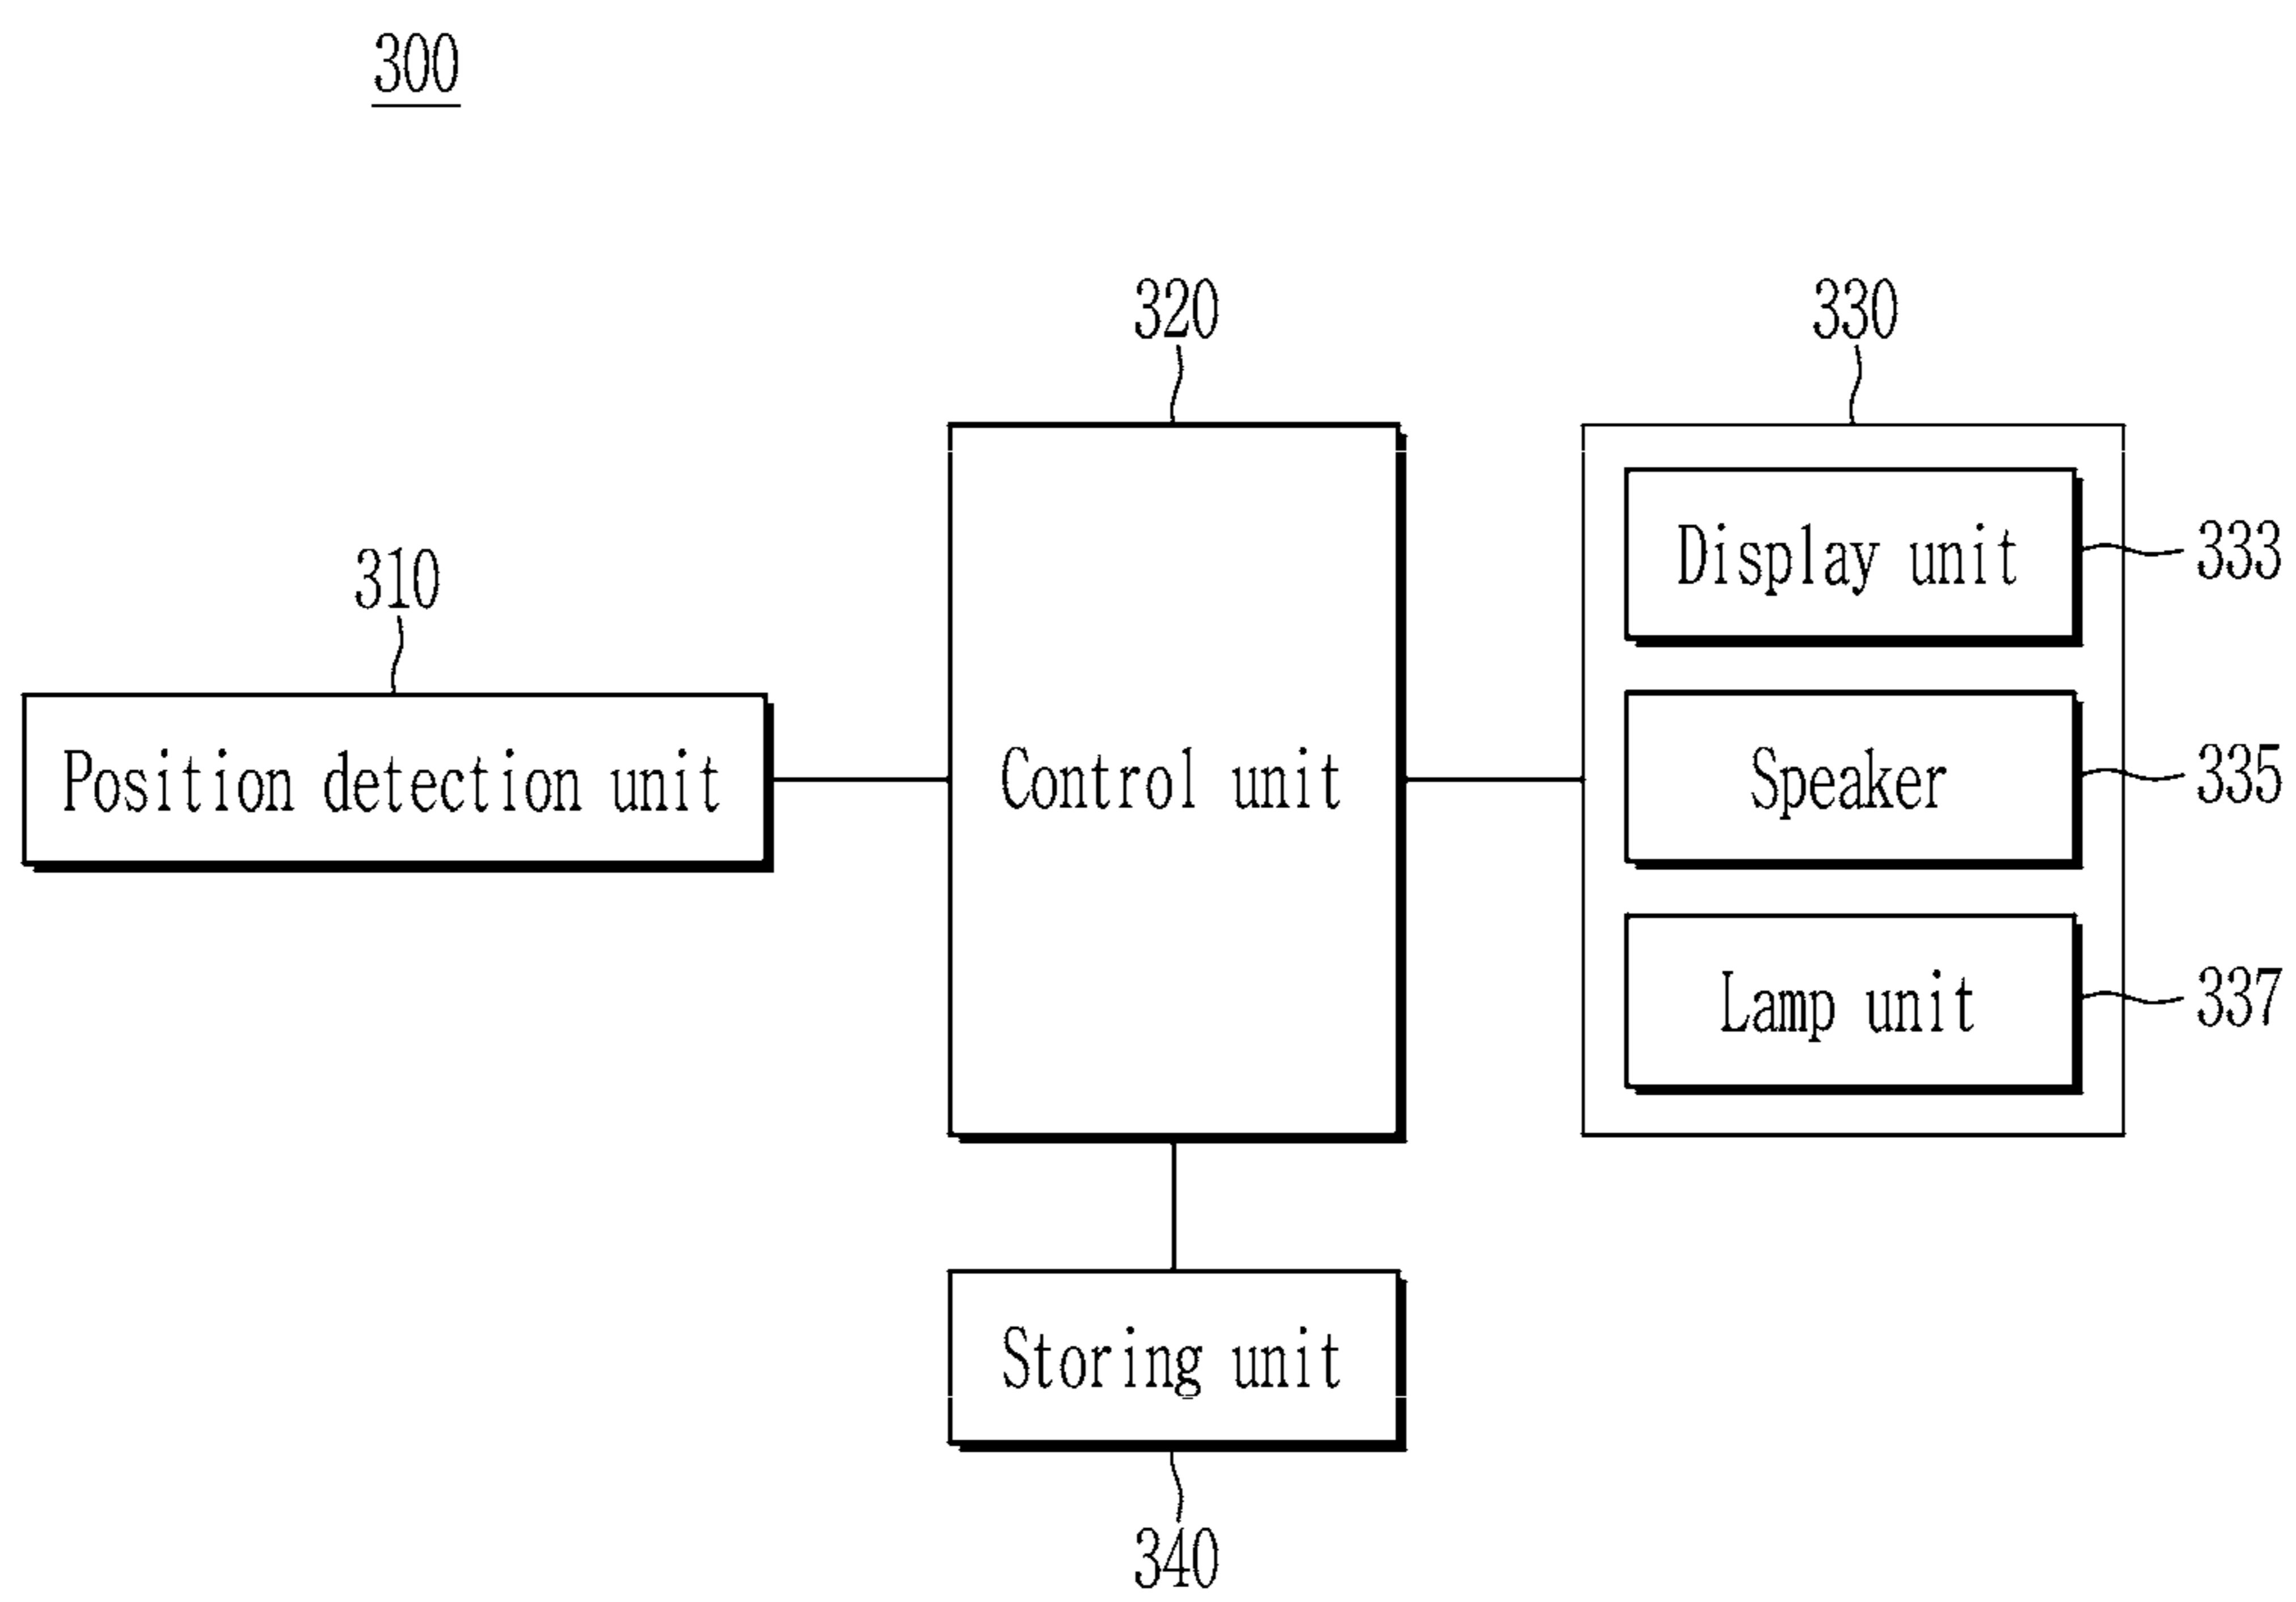 300
320
330
310
Display unit
333
Position detection unit
Control unit
Speaker
335
Lamp unit
337
Storing unit
340